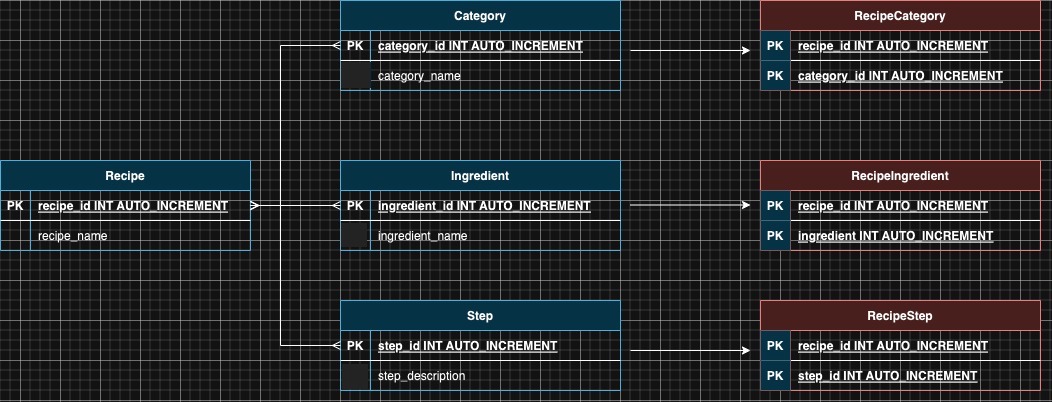 Category
PK category_id INT AUTO_INCREMENT
category_name
RecipeCategory
PK recipe_id INT AUTO_INCREMENT
PK category_id INT AUTO_INCREMENT
Recipe
PK recipe_id INT AUTO_INCREMENT
recipe_name
Ingredient
PK ingredient_id INT AUTO_INCREMENT
ingredient_name
RecipeIngredient
PK recipe_id INT AUTO_INCREMENT
PK ingredient INT AUTO_INCREMENT
Step
PK step_id INT AUTO_INCREMENT
step_description
RecipeStep
PK recipe_id INT AUTO_INCREMENT
PK step_id INT AUTO_INCREMENT